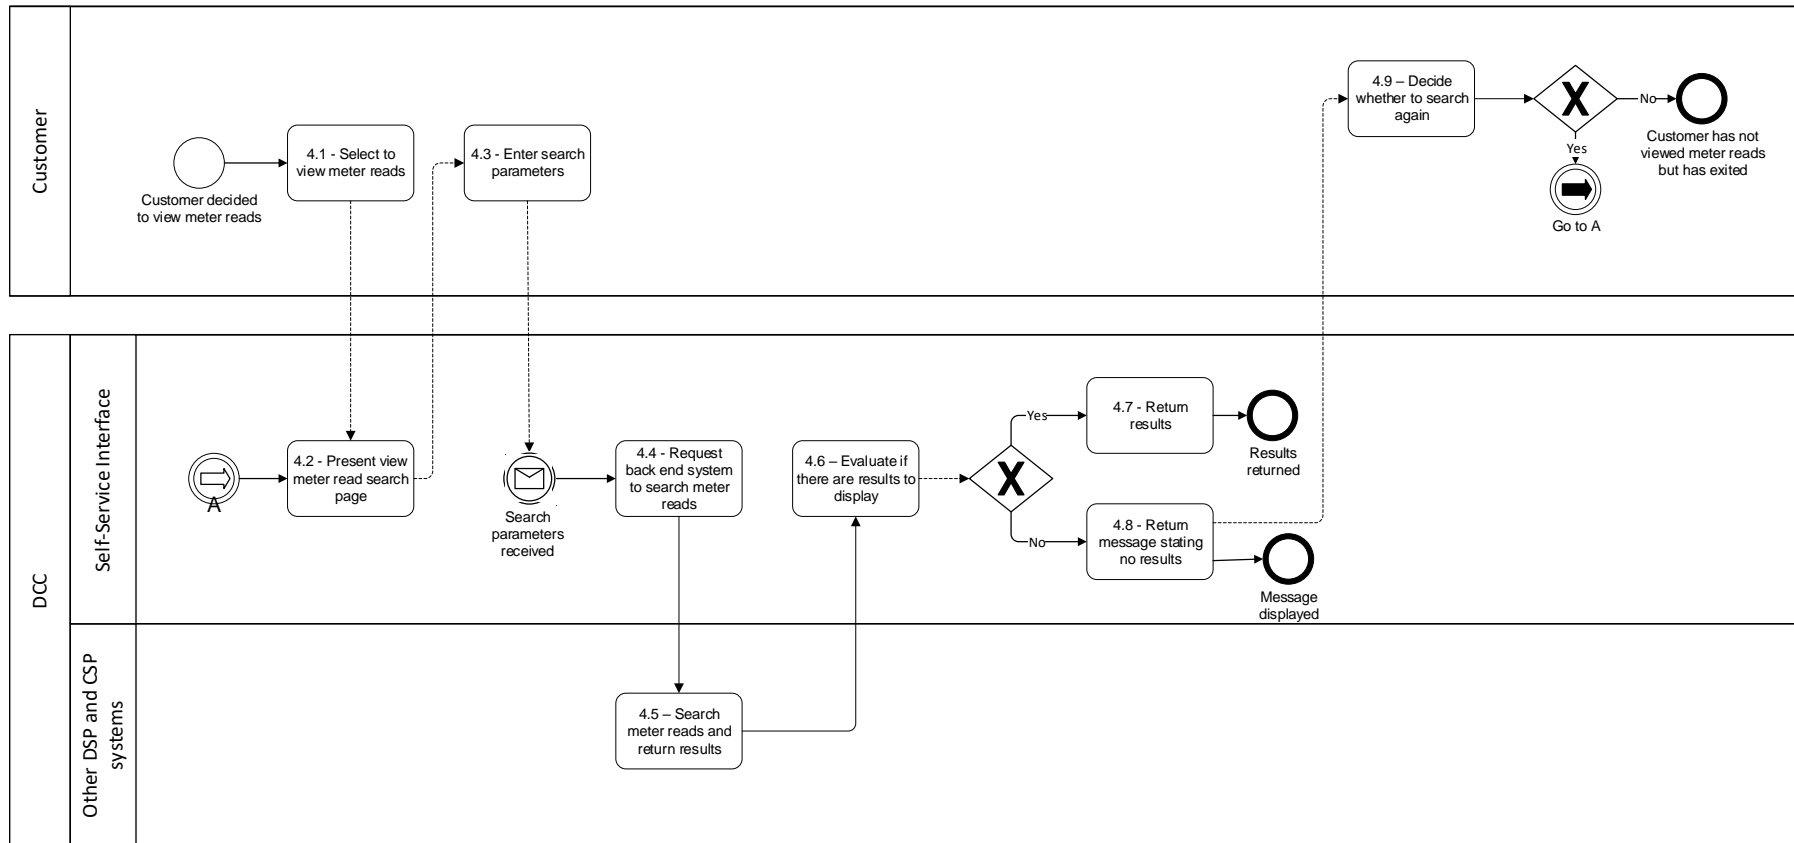 Customer
Customer decided
to view meter reads
4.1 - Select to
view meter reads
4.3 - Enter search
parameters
4.9 – Decide
whether to search
again
X
No
Customer has not
viewed meter reads
but has exited
Yes
Go to A
DCC
Self-Service Interface
A
4.2 - Present view
meter read search
page
Search
parameters
received
4.4 - Request
back end system
to search meter
reads
4.6 – Evaluate if
there are results to
display
X
Yes
4.7 - Return
results
Results
returned
No
4.8 - Return
message stating
no results
Message
displayed
Other DSP and CSP
systems
4.5 – Search
meter reads and
return results